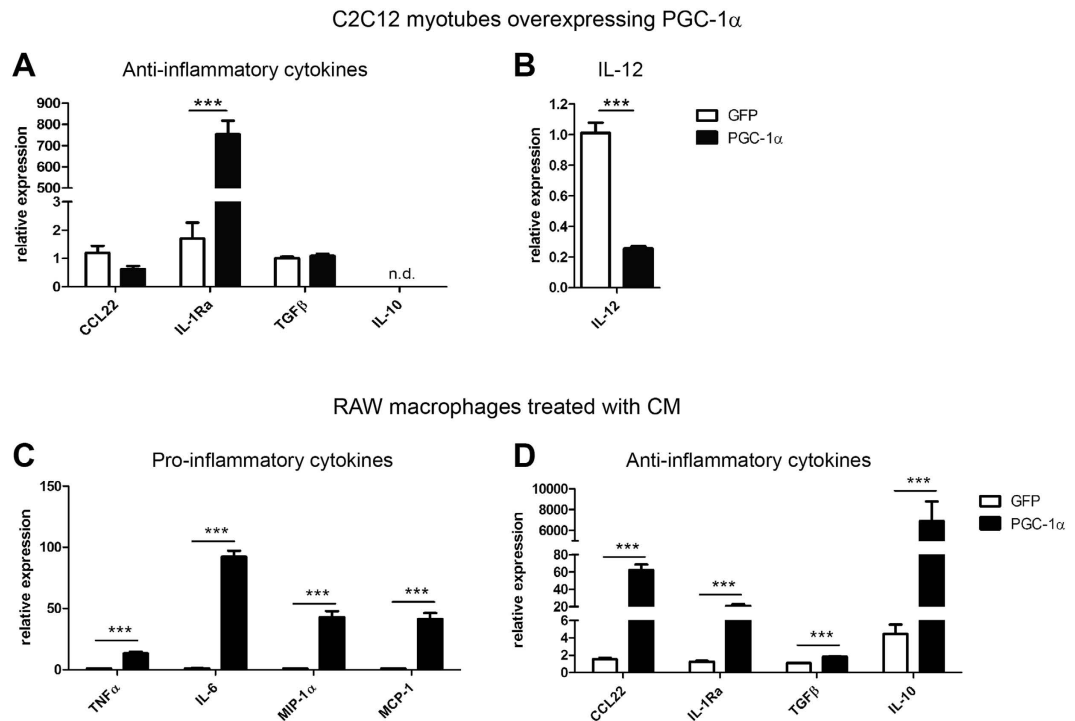 C2C12 myotubes overexpressing PGC-1α
A
Anti-inflammatory cytokines
relative expression
900
800
700
600
500
3
2
1
0
***
n.d.
CCL22
IL-1Ra
TGFβ
IL-10
B
IL-12
relative expression
1.2
1.0
0.8
0.6
0.4
0.2
0.0
***
IL-12
GFP
PGC-1α
RAW macrophages treated with CM
C
Pro-inflammatory cytokines
relative expression
150
100
50
0
***
***
***
***
TNFα
IL-6
MIP-1α
MCP-1
D
Anti-inflammatory cytokines
relative expression
10000
8000
6000
4000
80
60
40
20
6
4
2
0
***
***
***
***
CCL22
IL-1Ra
TGFβ
IL-10
GFP
PGC-1α